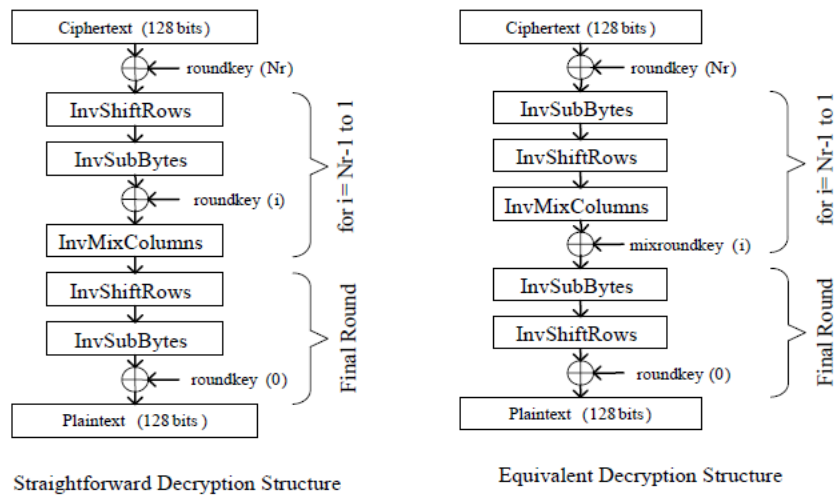 Ciphertext (128 bits)
roundkey (Nr)
InvShiftRows
InvSubBytes
roundkey (i)
InvMixColumns
for i= Nr-1 to 1
InvShiftRows
InvSubBytes
roundkey (0)
Final Round
Plaintext (128 bits)
Straightforward Decryption Structure
Ciphertext (128 bits)
roundkey (Nr)
InvSubBytes
InvShiftRows
InvMixColumns
mixroundkey (i)
for i= Nr-1 to 1
InvSubBytes
InvShiftRows
roundkey (0)
Final Round
Plaintext (128 bits)
Equivalent Decryption Structure